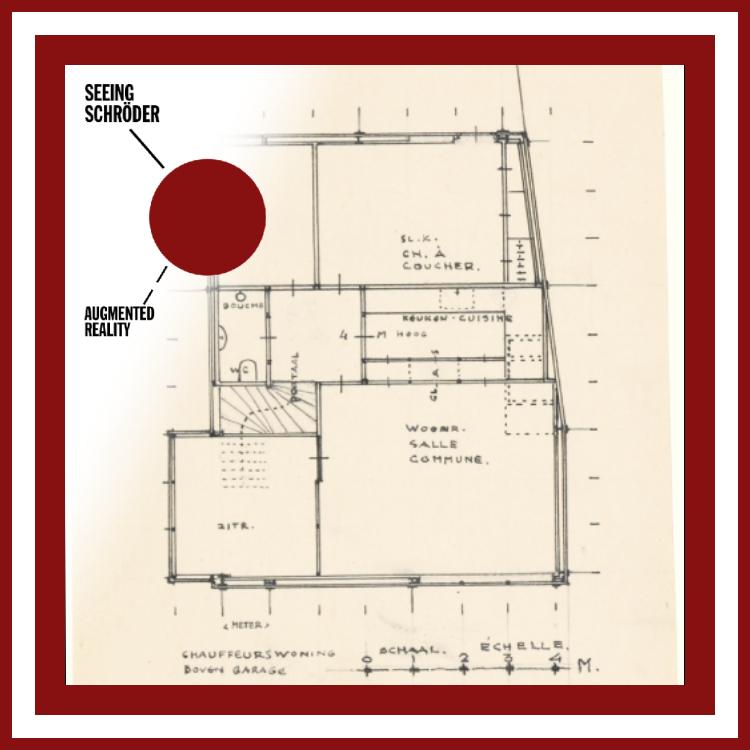 SEEING
SCHRÖDER
SL.K.
CH. À
COUCHER.
DOUCHE
KEUKEN - CUISINE
4 M HOOG
GLAS
PORTAAL
WC
WOONR.
SALLE
COMMUNE.
AUGMENTED
REALITY
ZITR.
<METER>
CHAUFFEURSWONING
BOVEN GARAGE
SCHAAL. ÉCHELLE.
0 1 2 3 4 M.